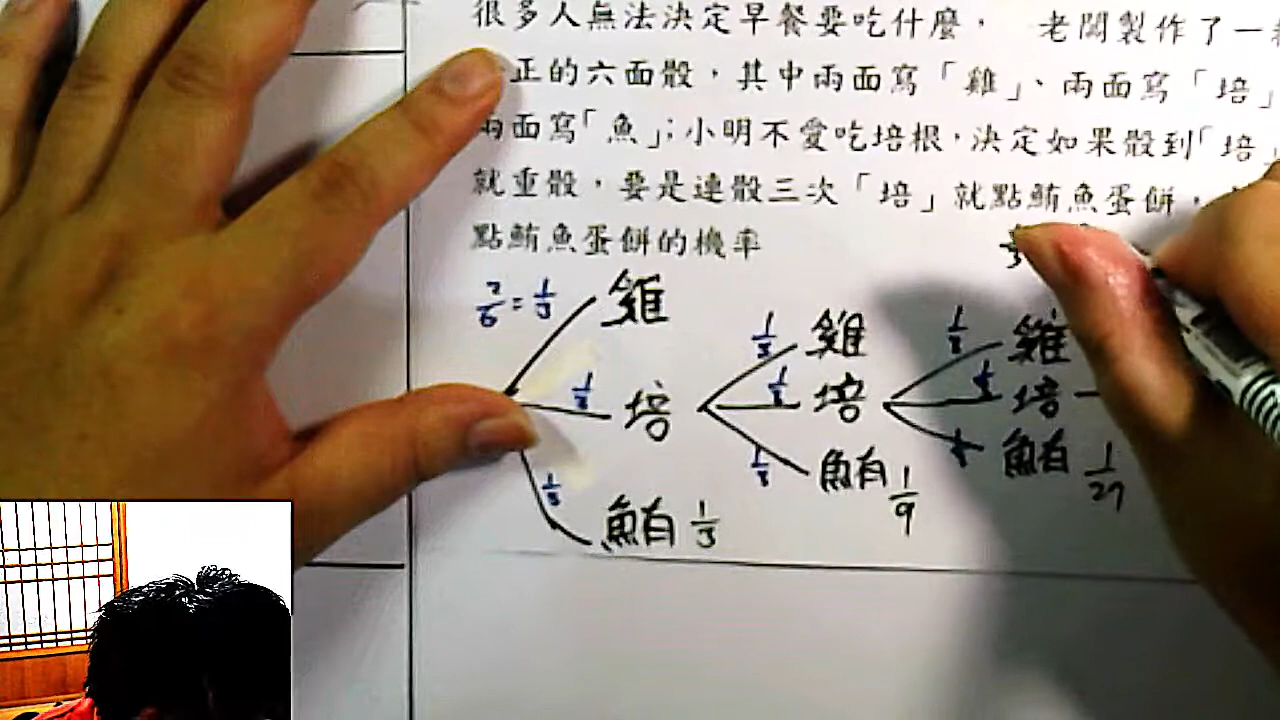 很多人無法決定早餐要吃什麼， 老闆製作了一
正的六面骰，其中兩面寫「雞」、兩面寫「培」
兩面寫「魚」；小明不愛吃培根，決定如果骰到「培」
就重骰，要是連骰三次「培」就點鮪魚蛋餅，
點鮪魚蛋餅的機率
2/6 = 1/3 雞
1/3 培
1/3 鮪 1/3
1/3 雞
1/3 培
1/3 鮪 1/9
1/3 雞
1/3 培 —
鮪 1/27